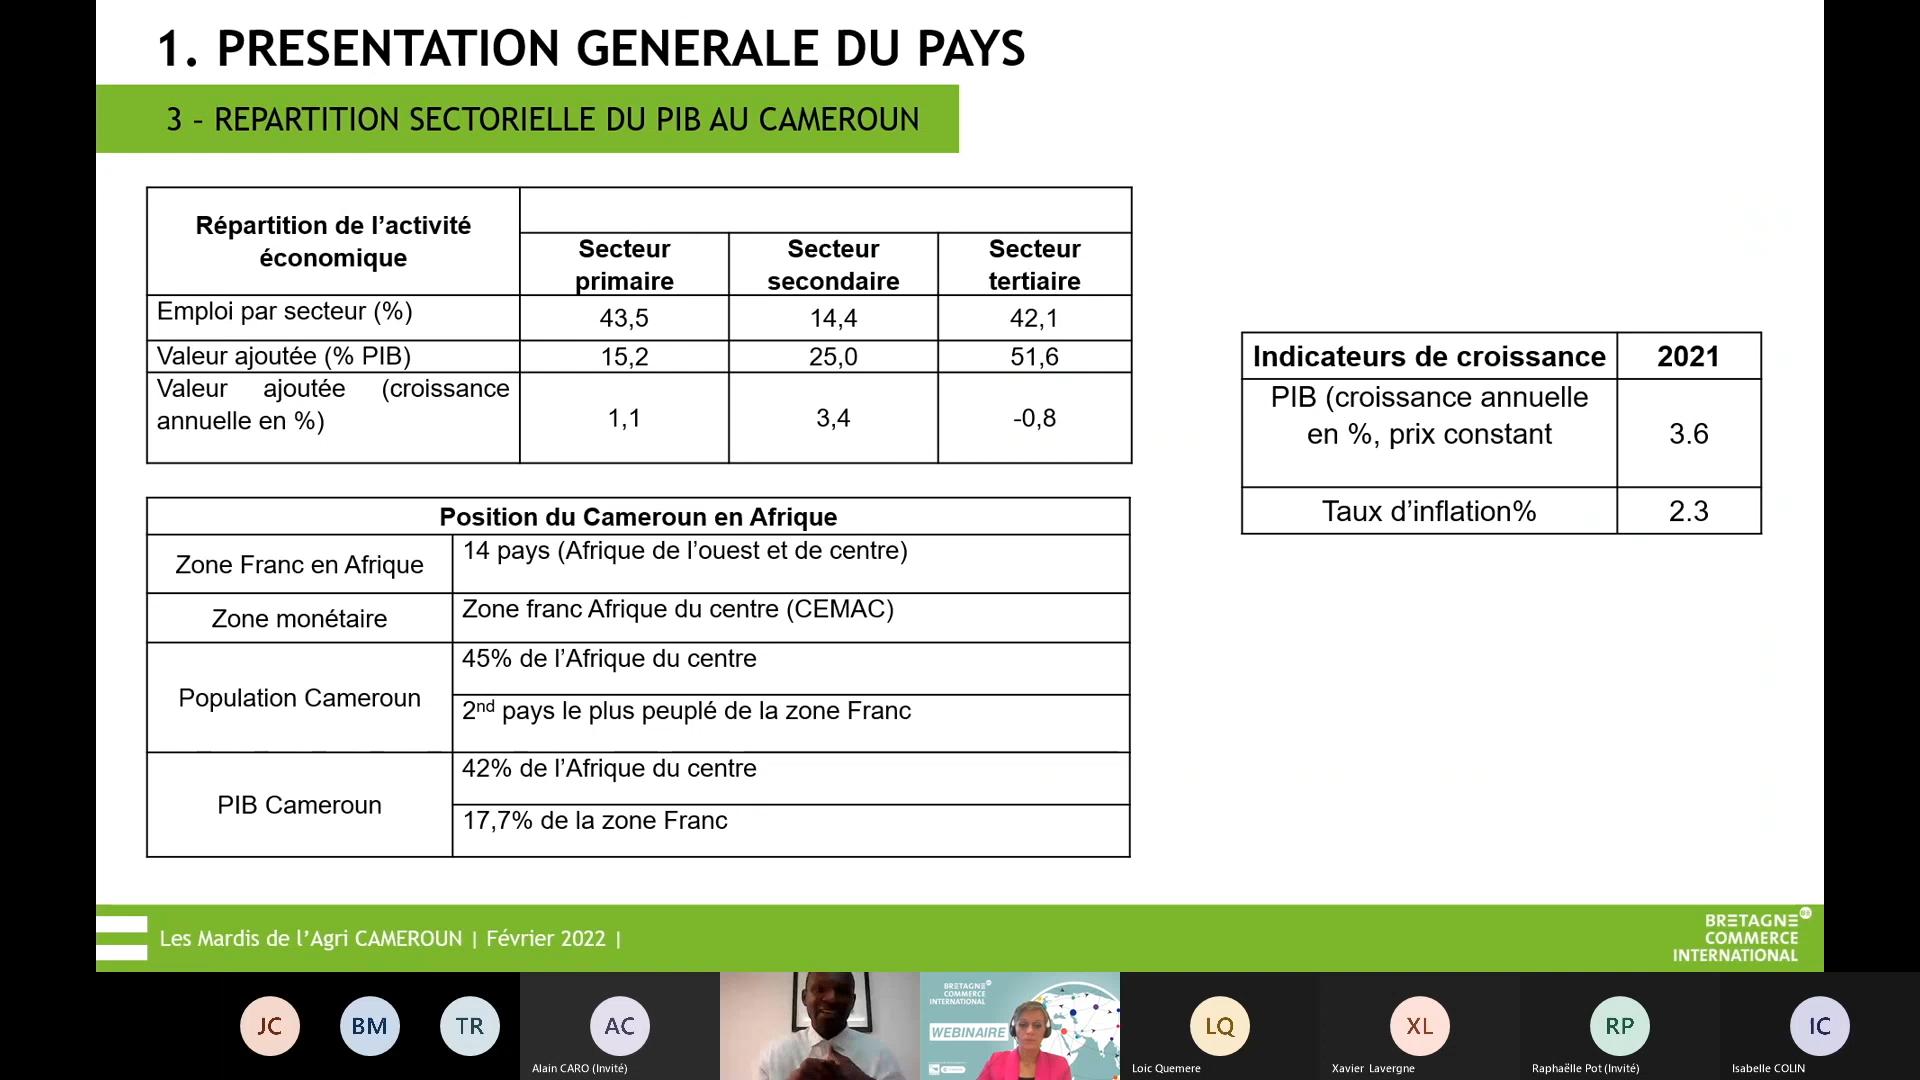 1. PRESENTATION GENERALE DU PAYS
3 - REPARTITION SECTORIELLE DU PIB AU CAMEROUN
Répartition de l’activité
économique
Secteur
primaire
Secteur
secondaire
Secteur
tertiaire
Emploi par secteur (%)
43,5
14,4
42,1
Valeur ajoutée (% PIB)
15,2
25,0
51,6
Valeur ajoutée (croissance
annuelle en %)
1,1
3,4
-0,8
Indicateurs de croissance
2021
PIB (croissance annuelle
en %, prix constant
3.6
Taux d’inflation%
2.3
Position du Cameroun en Afrique
Zone Franc en Afrique
14 pays (Afrique de l’ouest et de centre)
Zone monétaire
Zone franc Afrique du centre (CEMAC)
Population Cameroun
45% de l’Afrique du centre
2nd pays le plus peuplé de la zone Franc
PIB Cameroun
42% de l’Afrique du centre
17,7% de la zone Franc
Les Mardis de l’Agri CAMEROUN | Février 2022 |
BRETAGNE
COMMERCE
INTERNATIONAL
JC
BM
TR
AC
Alain CARO (Invité)
BRETAGNE
COMMERCE
INTERNATIONAL
WEBINAIRE
LQ
Loic Quemere
XL
Xavier Lavergne
RP
Raphaëlle Pot (Invité)
IC
Isabelle COLIN